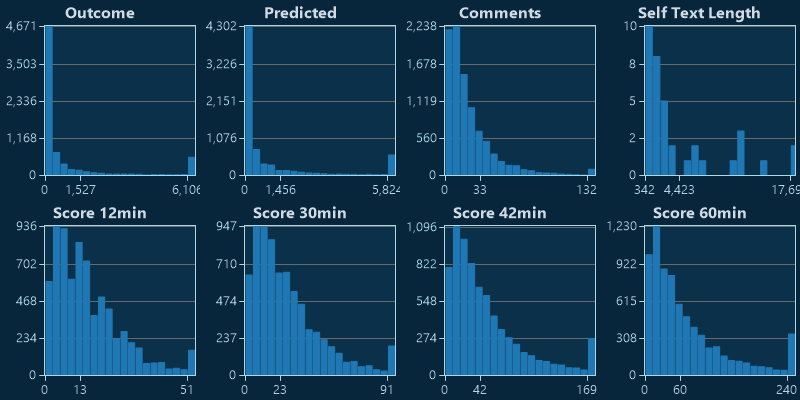 Outcome
4,671
3,503
2,336
1,168
0
0 1,527 6,106
Predicted
4,302
3,226
2,151
1,076
0
0 1,456 5,824
Comments
2,238
1,678
1,119
560
0
0 33 132
Self Text Length
10
8
5
2
0
342 4,423 17,69
Score 12min
936
702
468
234
0
0 13 51
Score 30min
947
710
474
237
0
0 23 91
Score 42min
1,096
822
548
274
0
0 42 169
Score 60min
1,230
922
615
308
0
0 60 240